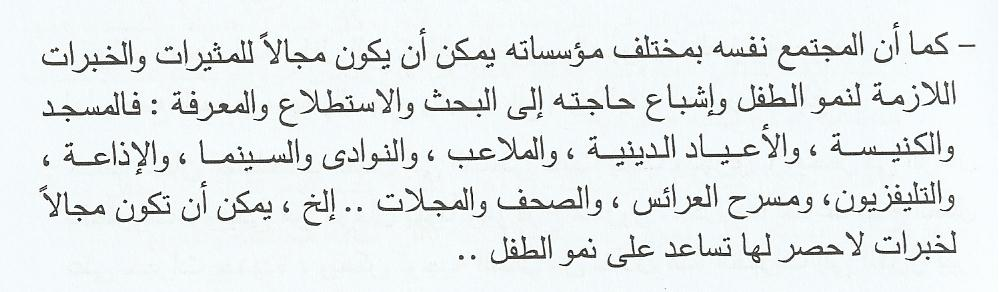 – كما أن المجتمع نفسه بمختلف مؤسساته يمكن أن يكون مجالاً للمثيرات والخبرات
اللازمة لنمو الطفل وإشباع حاجته إلى البحث والاستطلاع والمعرفة : فالمسجد
والكنيسة ، والأعياد الدينية ، والملاعب ، والنوادى والسينما ، والإذاعة ،
والتليفزيون، ومسرح العرائس ، والصحف والمجلات .. إلخ ، يمكن أن تكون مجالاً
لخبرات لاحصر لها تساعد على نمو الطفل ..